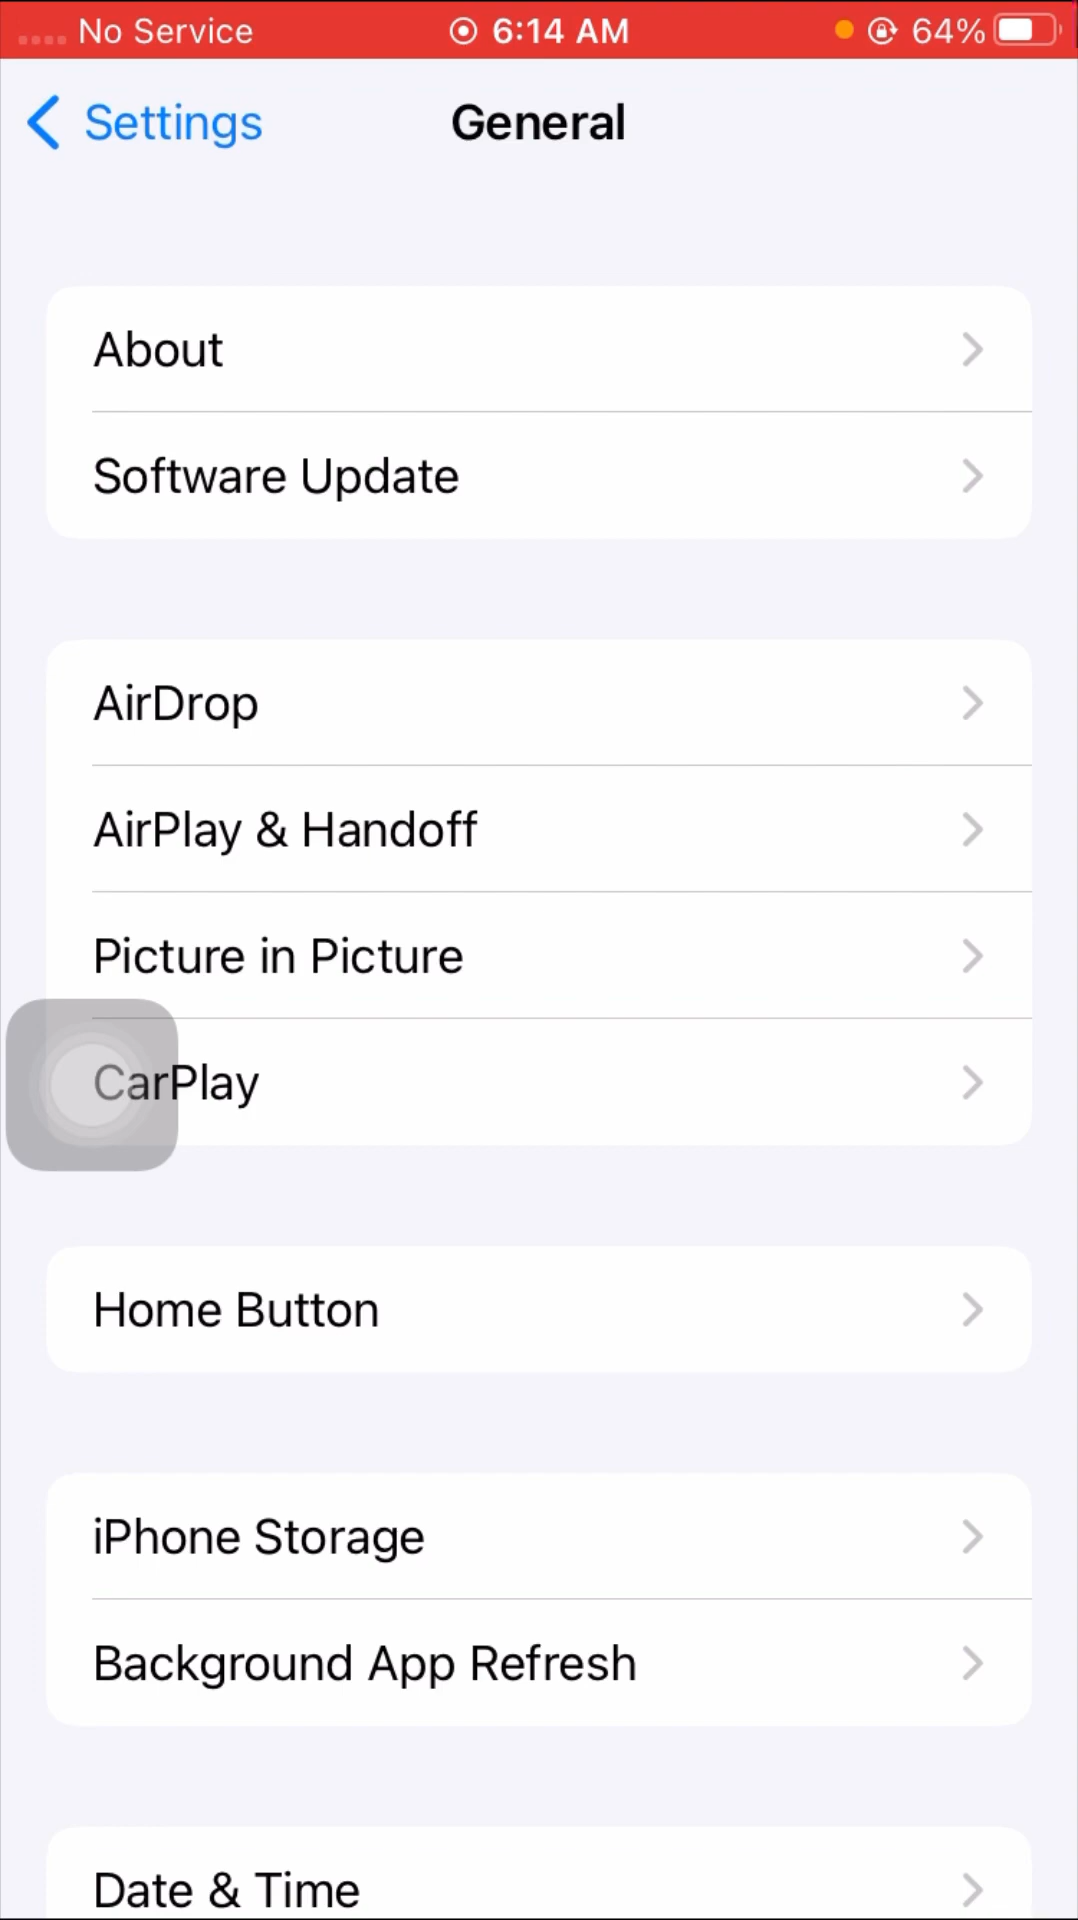 No Service 6:14 AM 64%
Settings General
About
Software Update
AirDrop
AirPlay & Handoff
Picture in Picture
CarPlay
Home Button
iPhone Storage
Background App Refresh
Date & Time